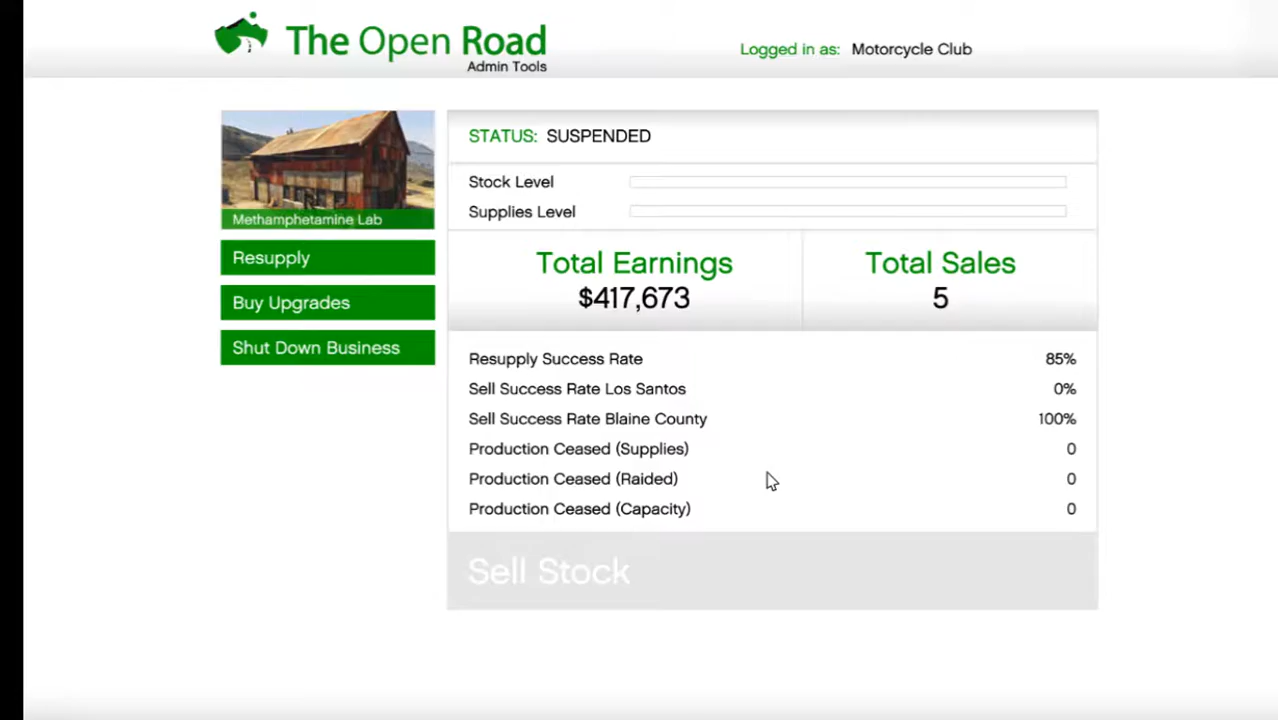 The Open Road
Admin Tools
Logged in as: Motorcycle Club
Methamphetamine Lab
Resupply
Buy Upgrades
Shut Down Business
STATUS: SUSPENDED
Stock Level
Supplies Level
Total Earnings
$417,673
Total Sales
5
Resupply Success Rate 85%
Sell Success Rate Los Santos 0%
Sell Success Rate Blaine County 100%
Production Ceased (Supplies) 0
Production Ceased (Raided) 0
Production Ceased (Capacity) 0
Sell Stock